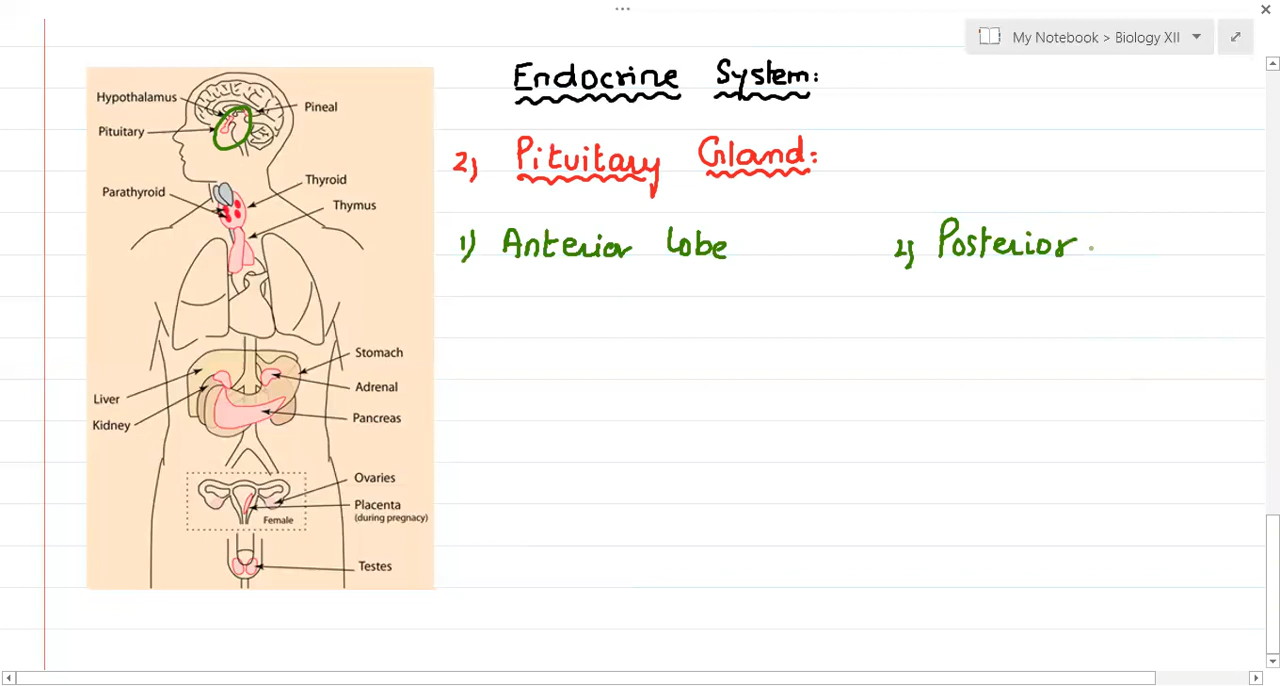 My Notebook > Biology XII
Endocrine System:
2) Pituitary Gland:
1) Anterior lobe
2) Posterior
Hypothalamus
Pineal
Pituitary
Thyroid
Parathyroid
Thymus
Stomach
Adrenal
Liver
Pancreas
Kidney
Ovaries
Placenta
(during pregnacy)
Female
Testes